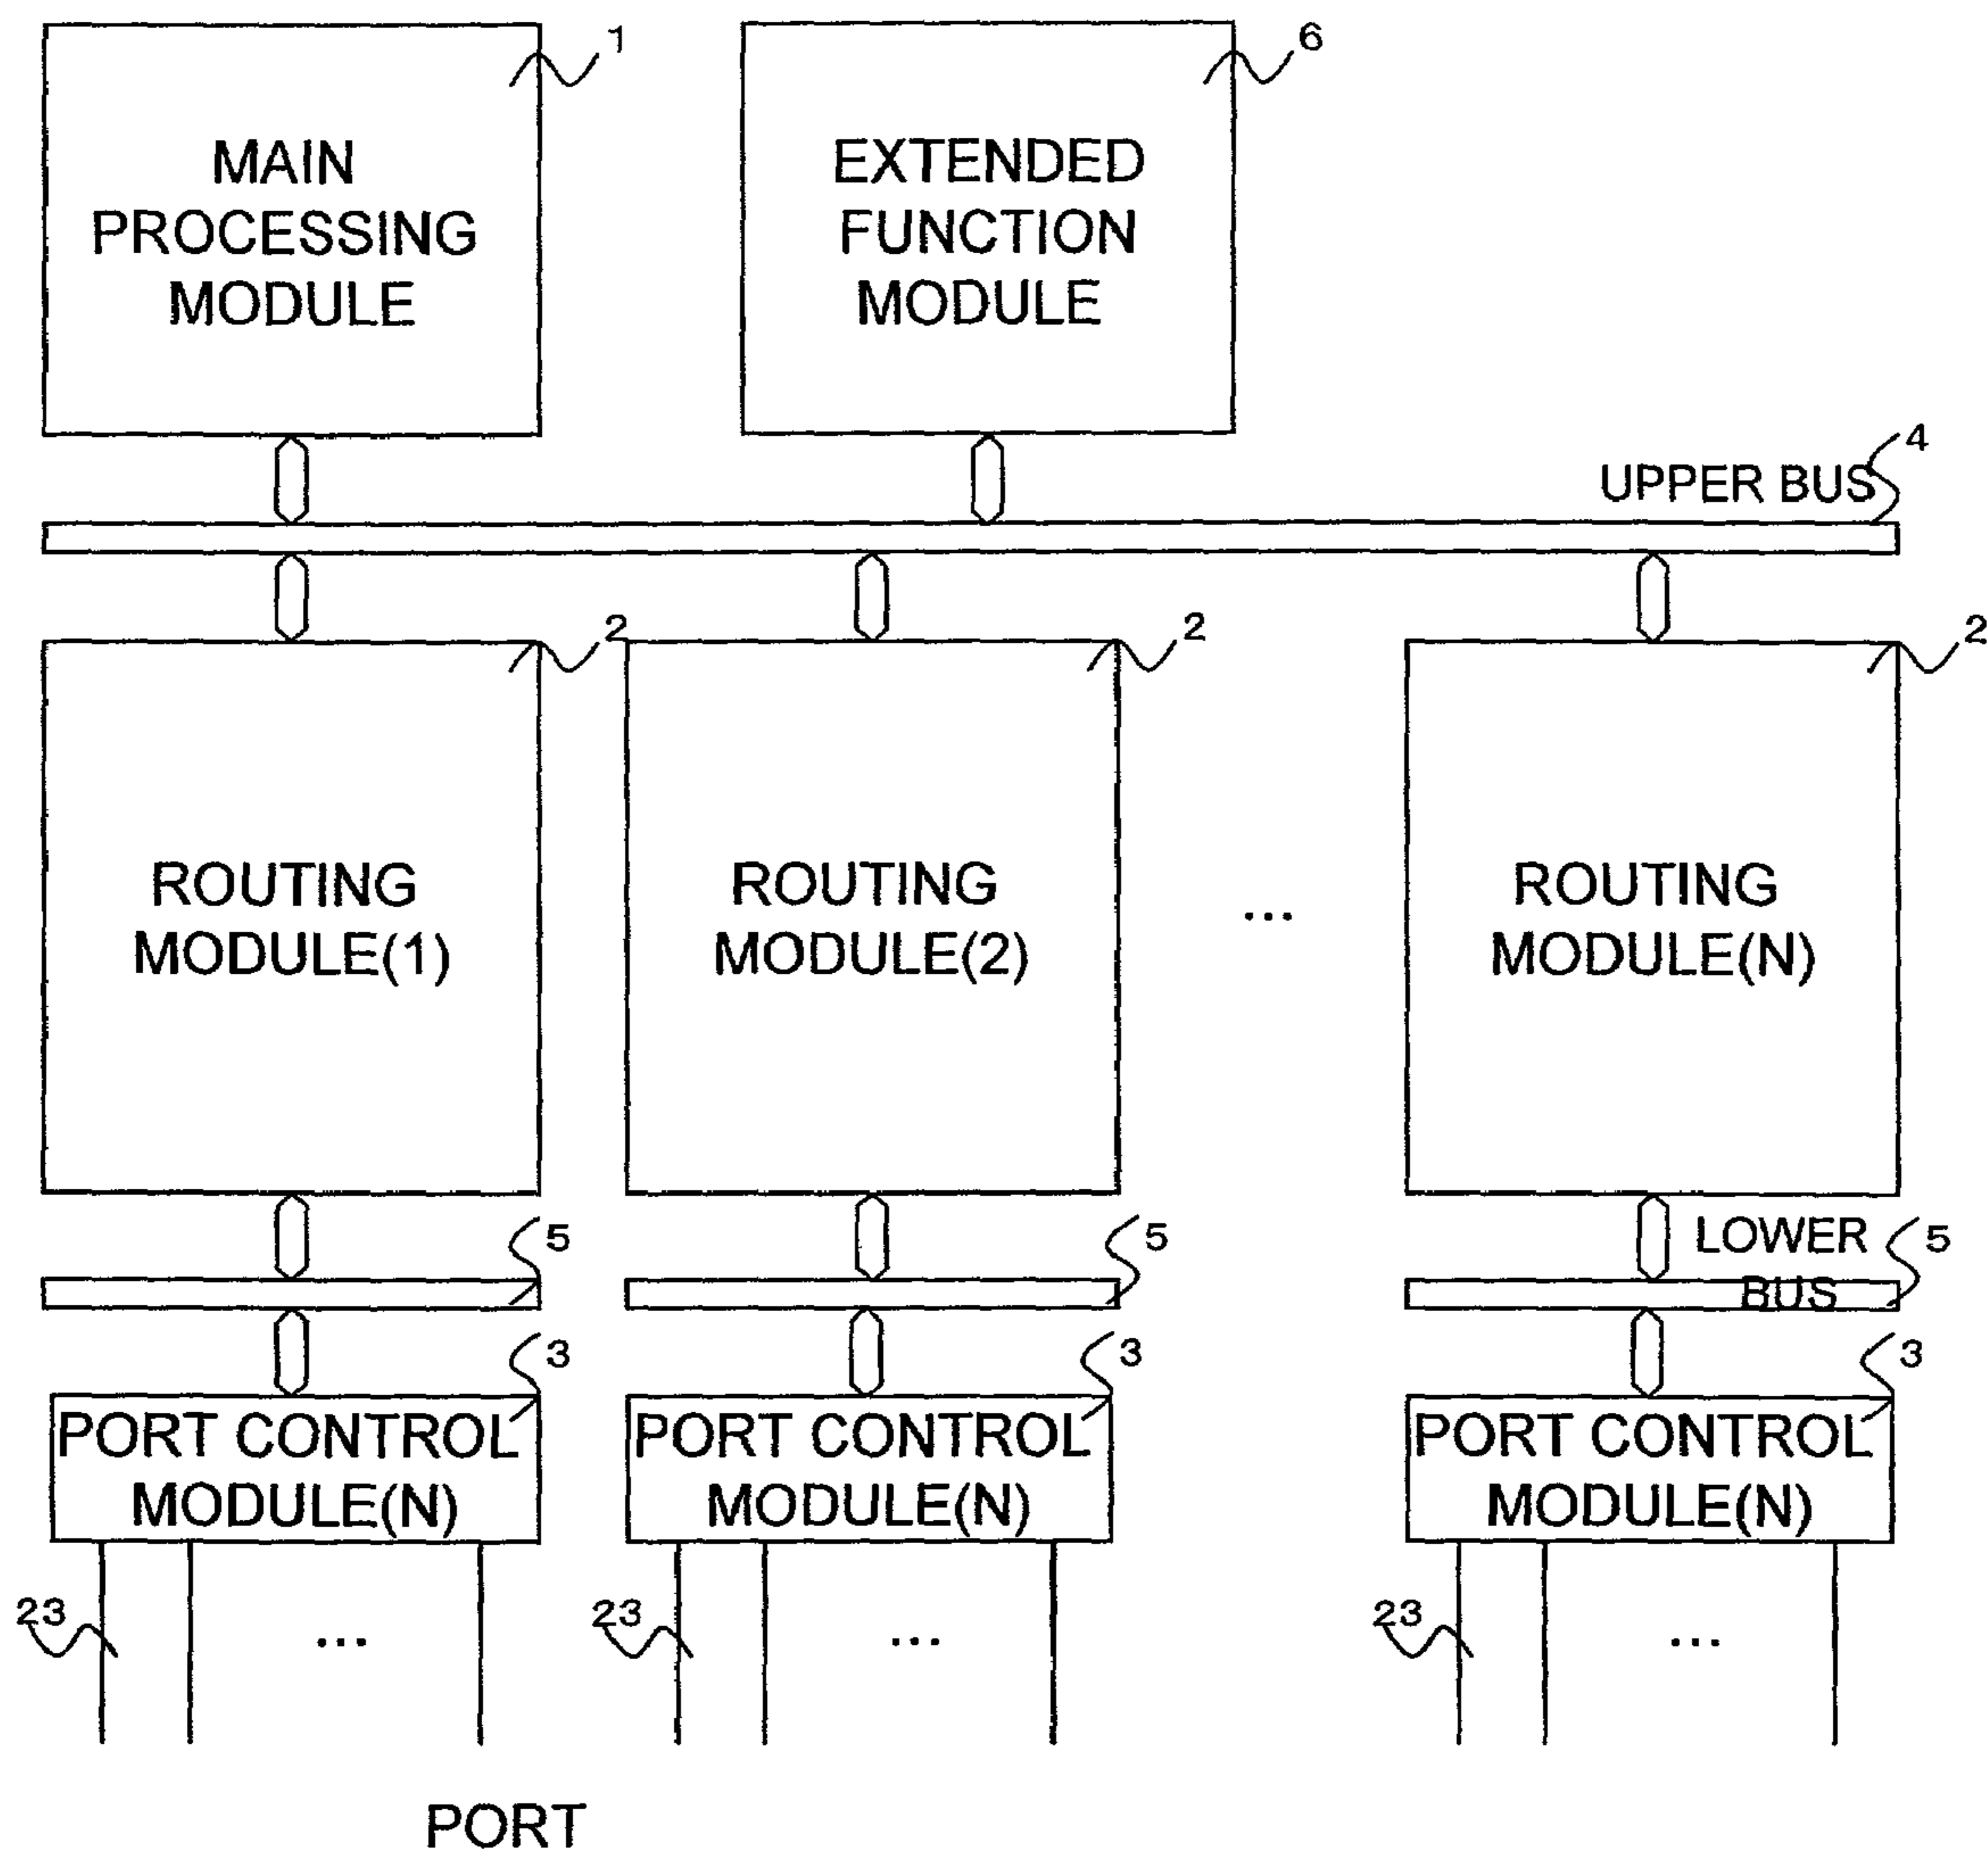 1
6
MAIN
PROCESSING
MODULE
EXTENDED
FUNCTION
MODULE
4
UPPER BUS
2
2
2
ROUTING
MODULE(1)
ROUTING
MODULE(2)
...
ROUTING
MODULE(N)
5
5
LOWER
BUS
5
3
3
3
PORT CONTROL
MODULE(N)
PORT CONTROL
MODULE(N)
PORT CONTROL
MODULE(N)
23
...
23
...
23
...
PORT